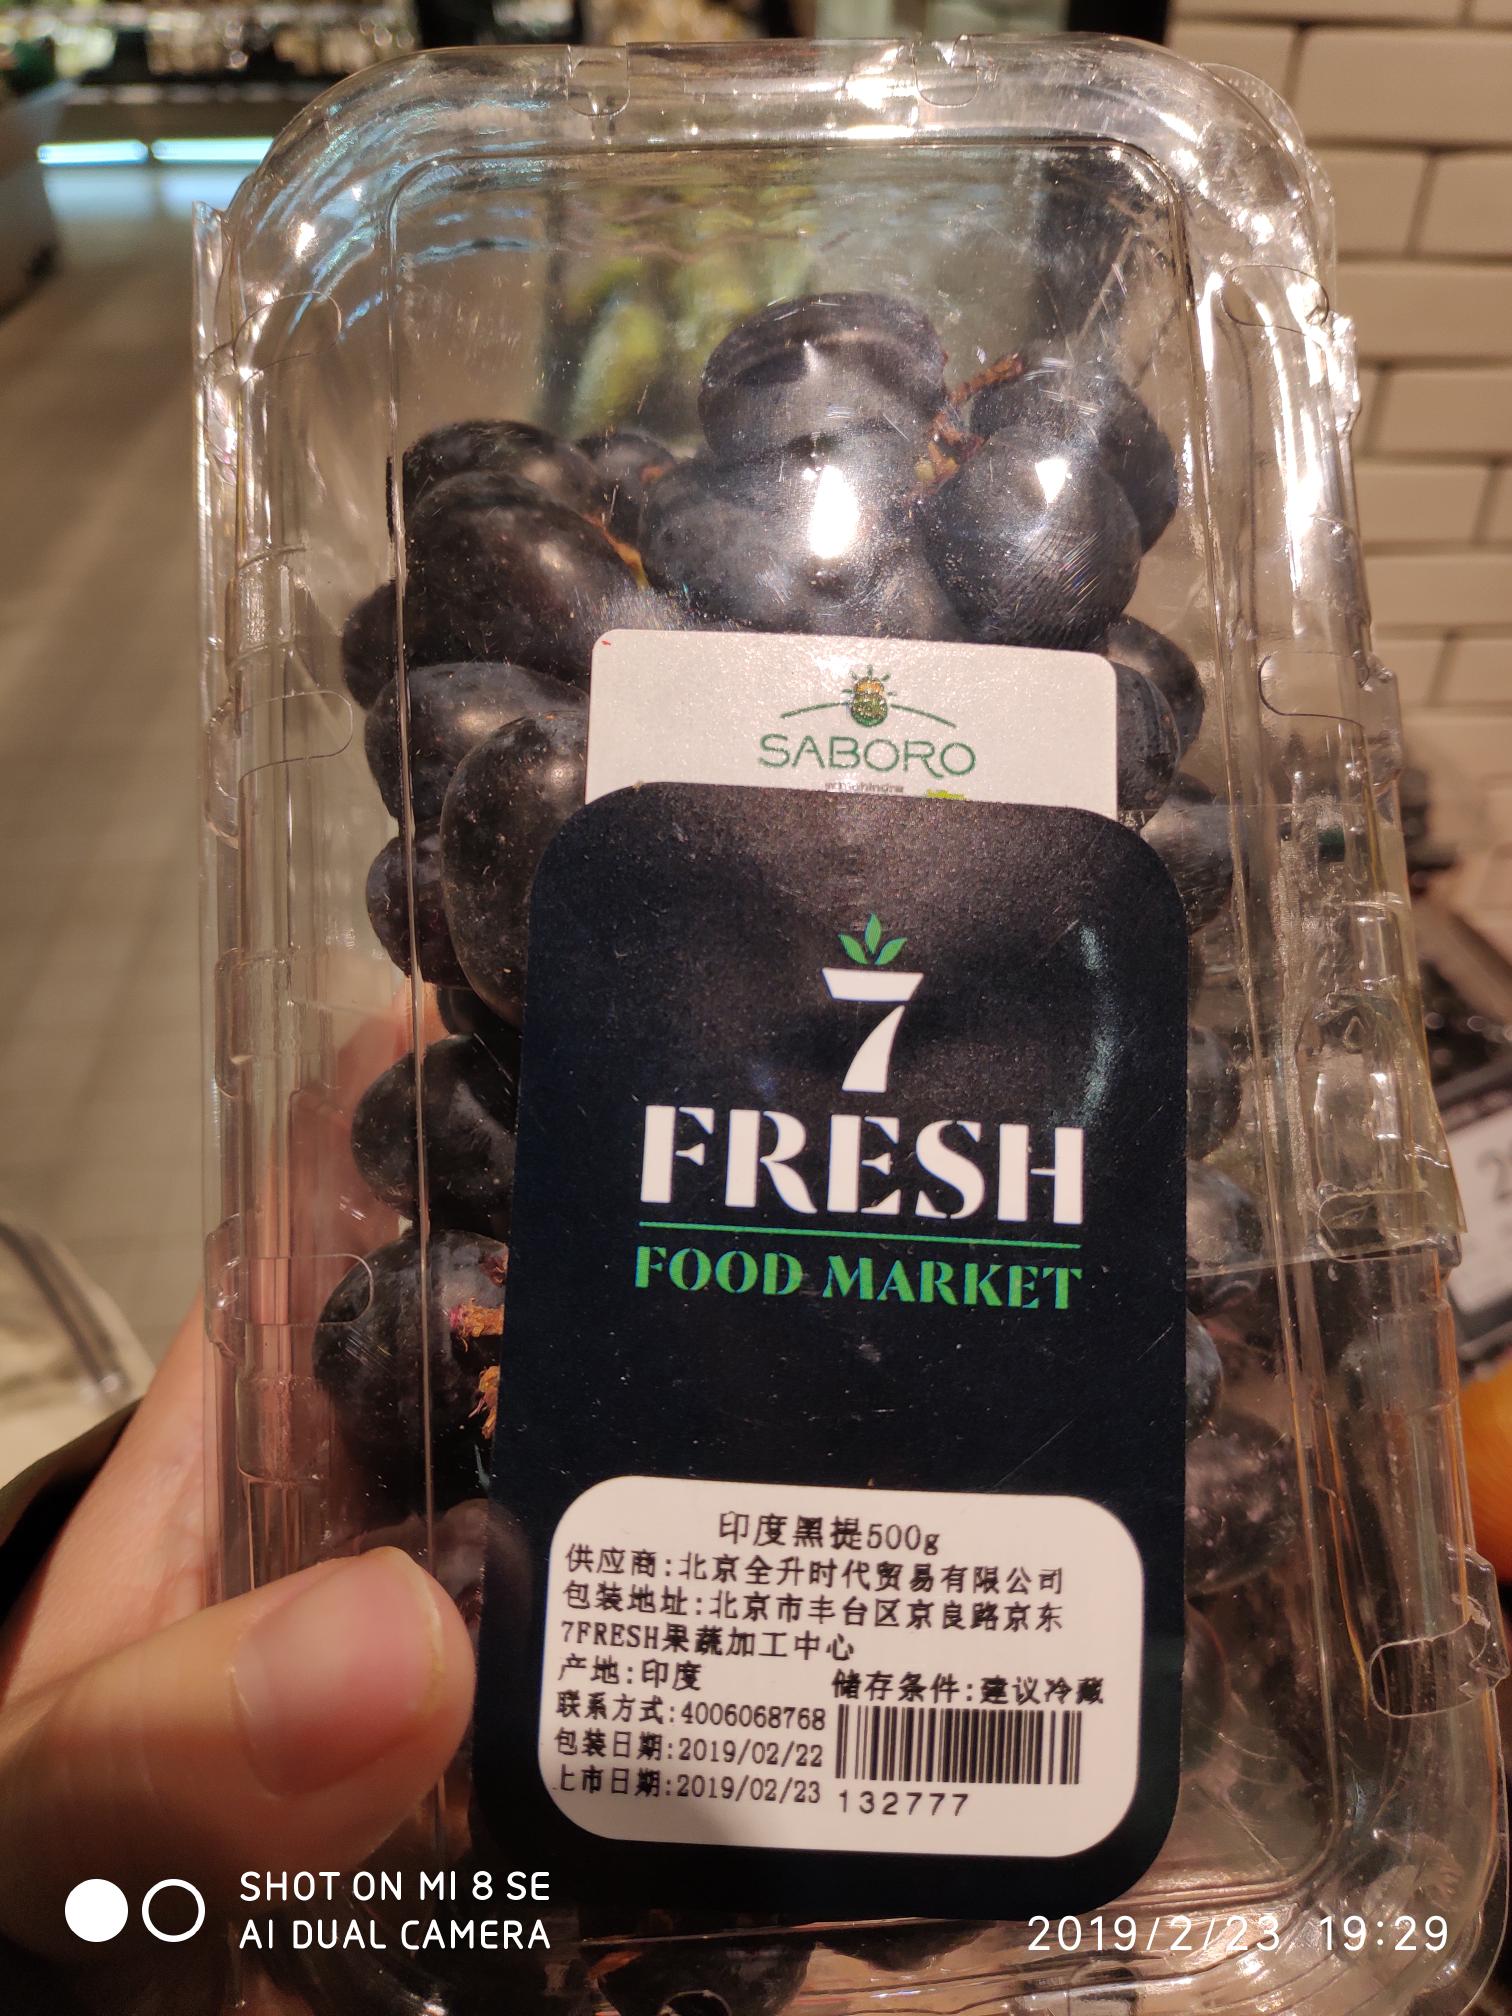 SABORO
7
FRESH
FOOD MARKET
印度黑提500g
供应商:北京全升时代贸易有限公司
包装地址:北京市丰台区京良路京东
7FRESH果蔬加工中心
产地:印度
储存条件:建议冷藏
联系方式:4006068768
包装日期:2019/02/22
上市日期:2019/02/23
132777
SHOT ON MI 8 SE
AI DUAL CAMERA
2019/2/23 19:29